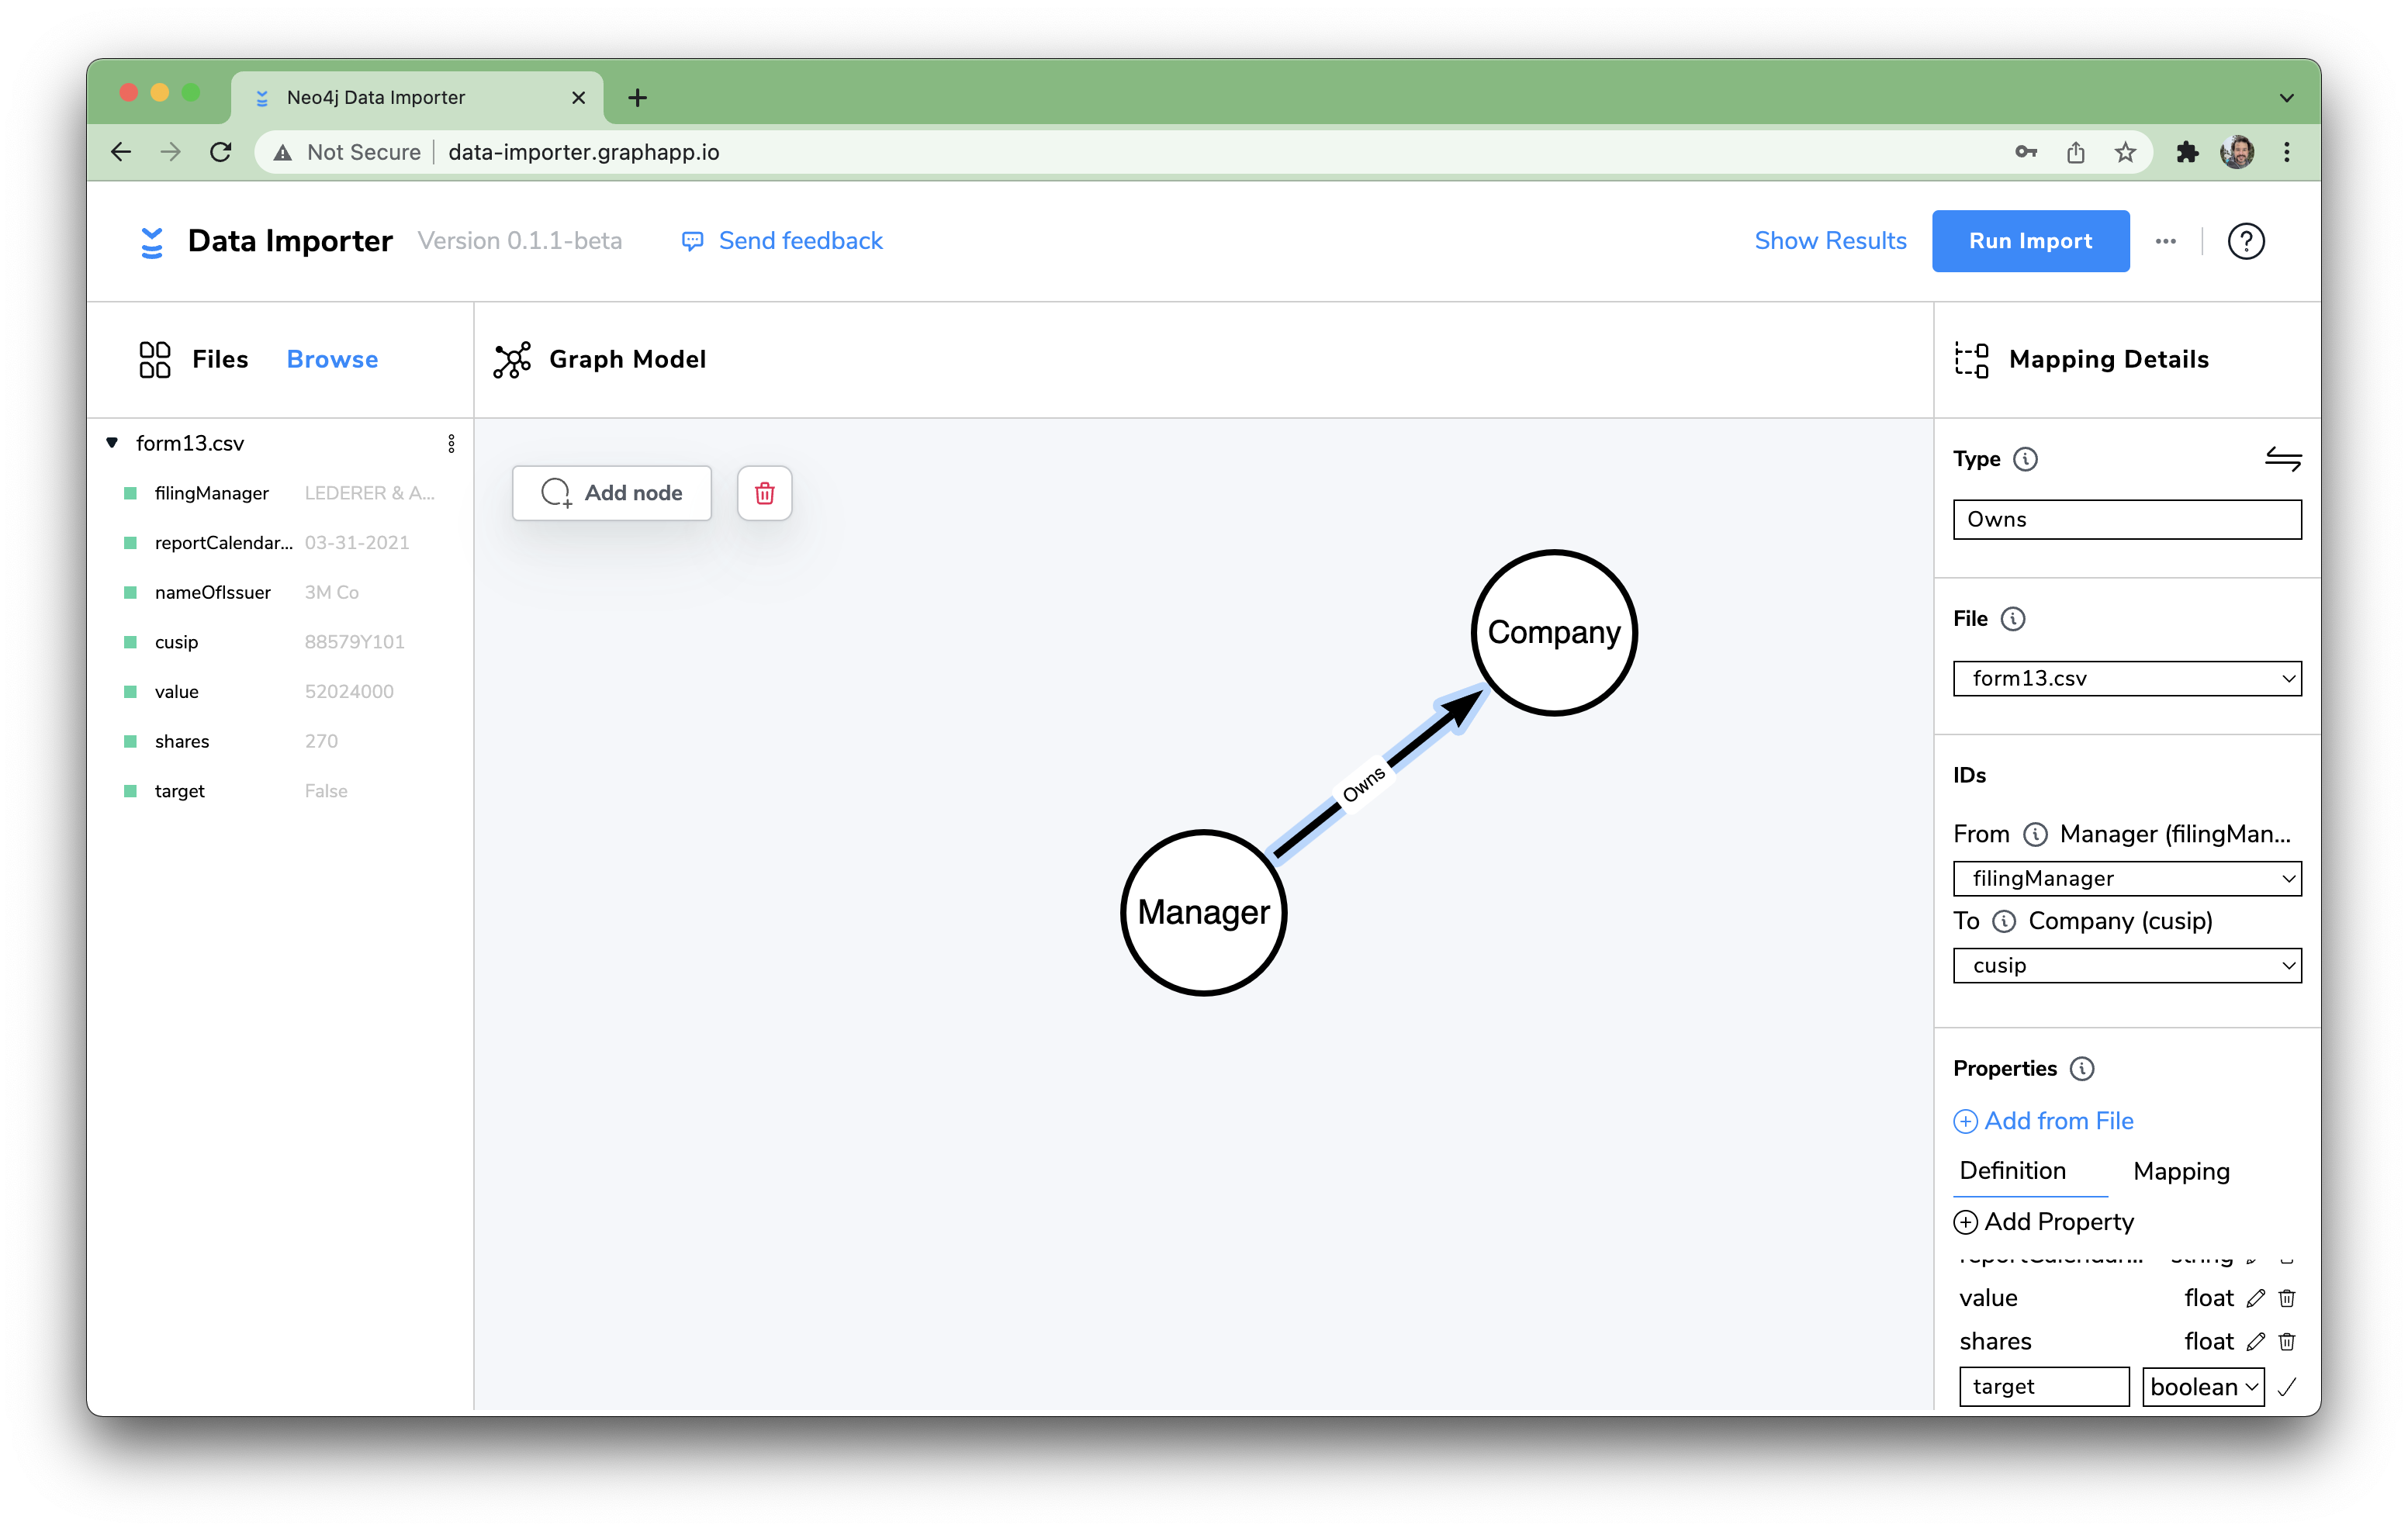 Neo4j Data Importer
Not Secure data-importer.graphapp.io
Data Importer Version 0.1.1-beta Send feedback Show Results Run Import
Files Browse
form13.csv
filingManager LEDERER & A...
reportCalendar... 03-31-2021
nameOfIssuer 3M Co
cusip 88579Y101
value 52024000
shares 270
target False
Graph Model
Add node
Company
Owns
Manager
Mapping Details
Type
Owns
File
form13.csv
IDs
From Manager (filingMan...
filingManager
To Company (cusip)
cusip
Properties
Add from File
Definition Mapping
Add Property
reportCalendar... string
value float
shares float
target boolean